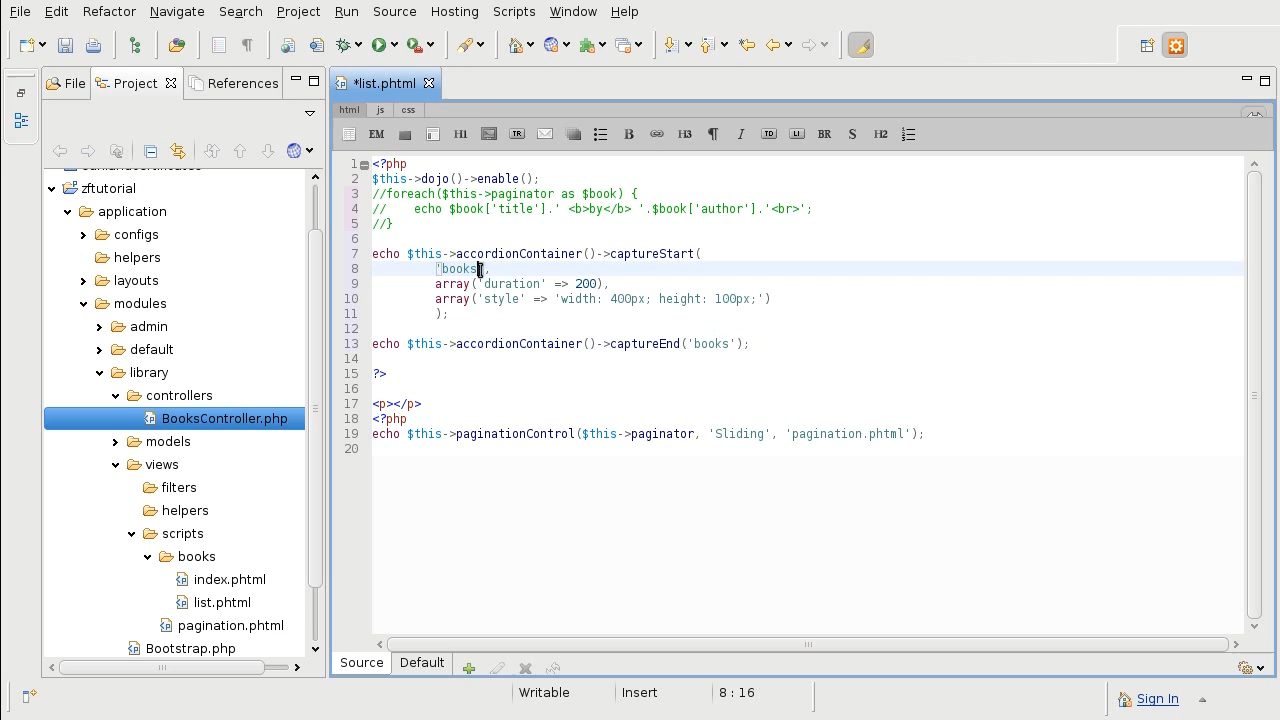 File Edit Refactor Navigate Search Project Run Source Hosting Scripts Window Help
File Project References
*list.phtml
html js css
EM H1 TR B H3 I TD LI BR S H2
zftutorial
application
configs
helpers
layouts
modules
admin
default
library
controllers
BooksController.php
models
views
filters
helpers
scripts
books
index.phtml
list.phtml
pagination.phtml
Bootstrap.php
1 <?php
2 $this->dojo()->enable();
3 //foreach($this->paginator as $book) {
4 //    echo $book['title'].' <b>by</b> '.$book['author'].'<br>';
5 //}
6
7 echo $this->accordionContainer()->captureStart(
8 'books',
9 array('duration' => 200),
10 array('style' => 'width: 400px; height: 100px;')
11 );
12
13 echo $this->accordionContainer()->captureEnd('books');
14
15 ?>
16
17 <p></p>
18 <?php
19 echo $this->paginationControl($this->paginator, 'Sliding', 'pagination.phtml');
20
Source Default
Writable Insert 8 : 16 Sign In